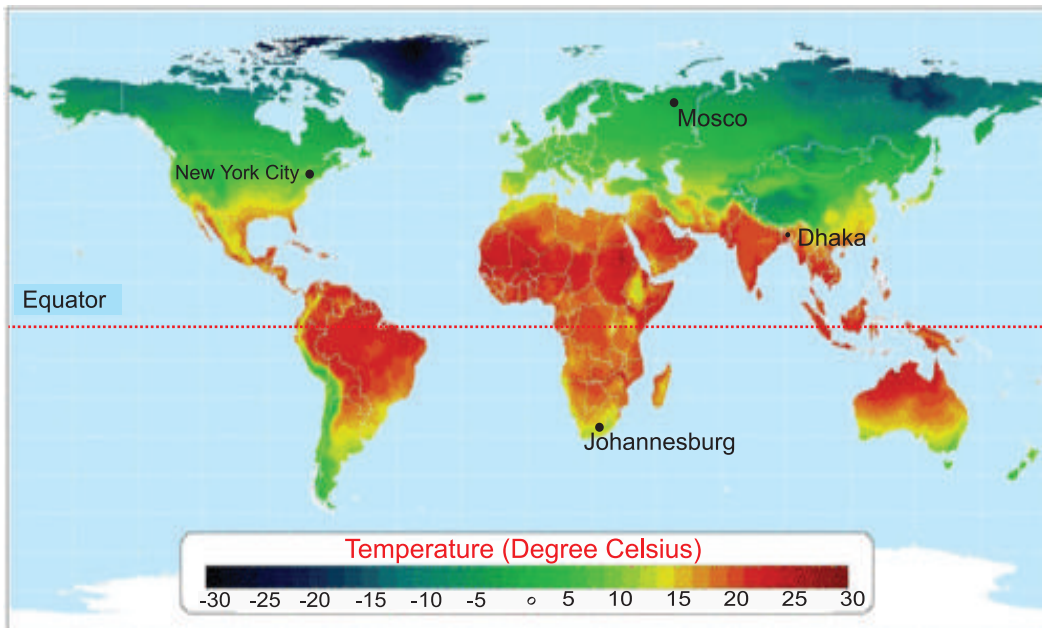 Mosco
New York City
Dhaka
Equator
Johannesburg
Temperature (Degree Celsius)
-30 -25 -20 -15 -10 -5 0 5 10 15 20 25 30